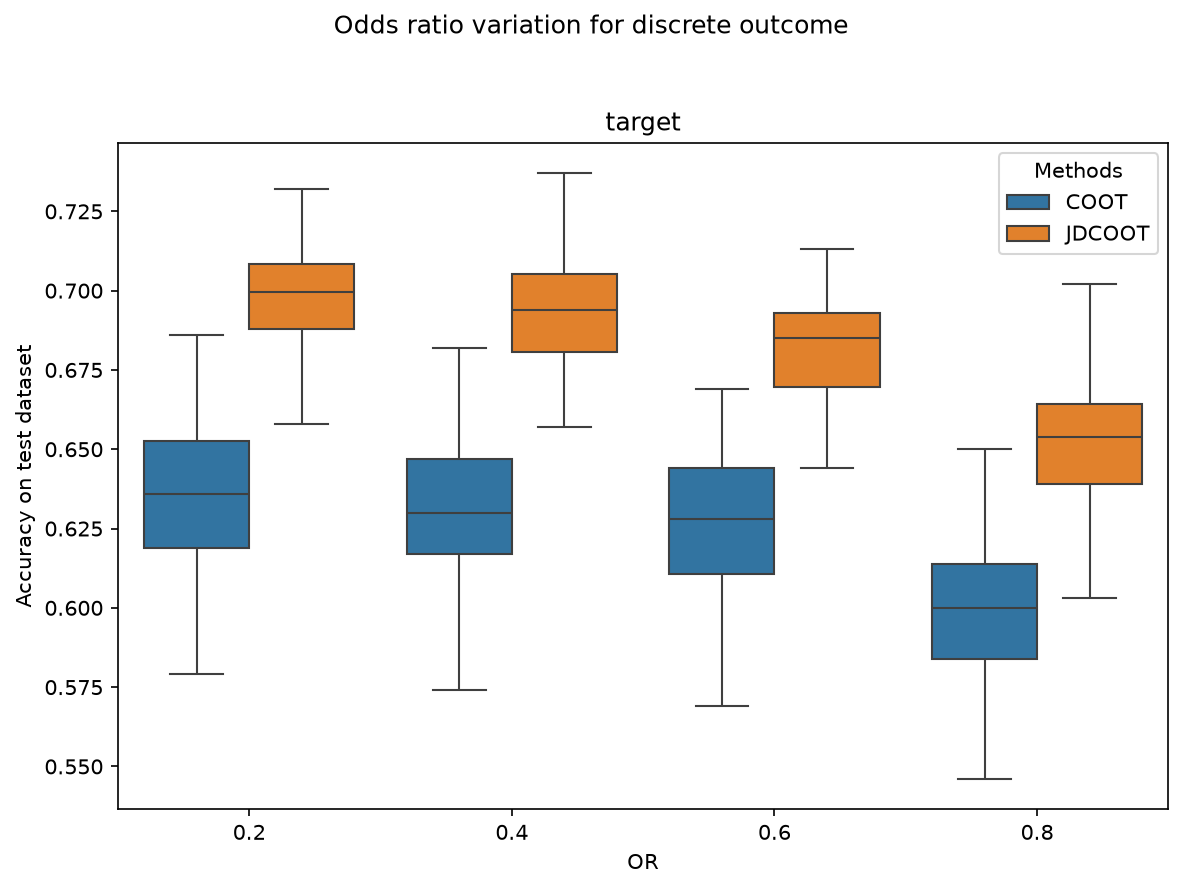 Odds ratio variation for discrete outcome
target
Methods
COOT
JDCOOT
Accuracy on test dataset
0.725
0.700
0.675
0.650
0.625
0.600
0.575
0.550
0.2 0.4 0.6 0.8
OR